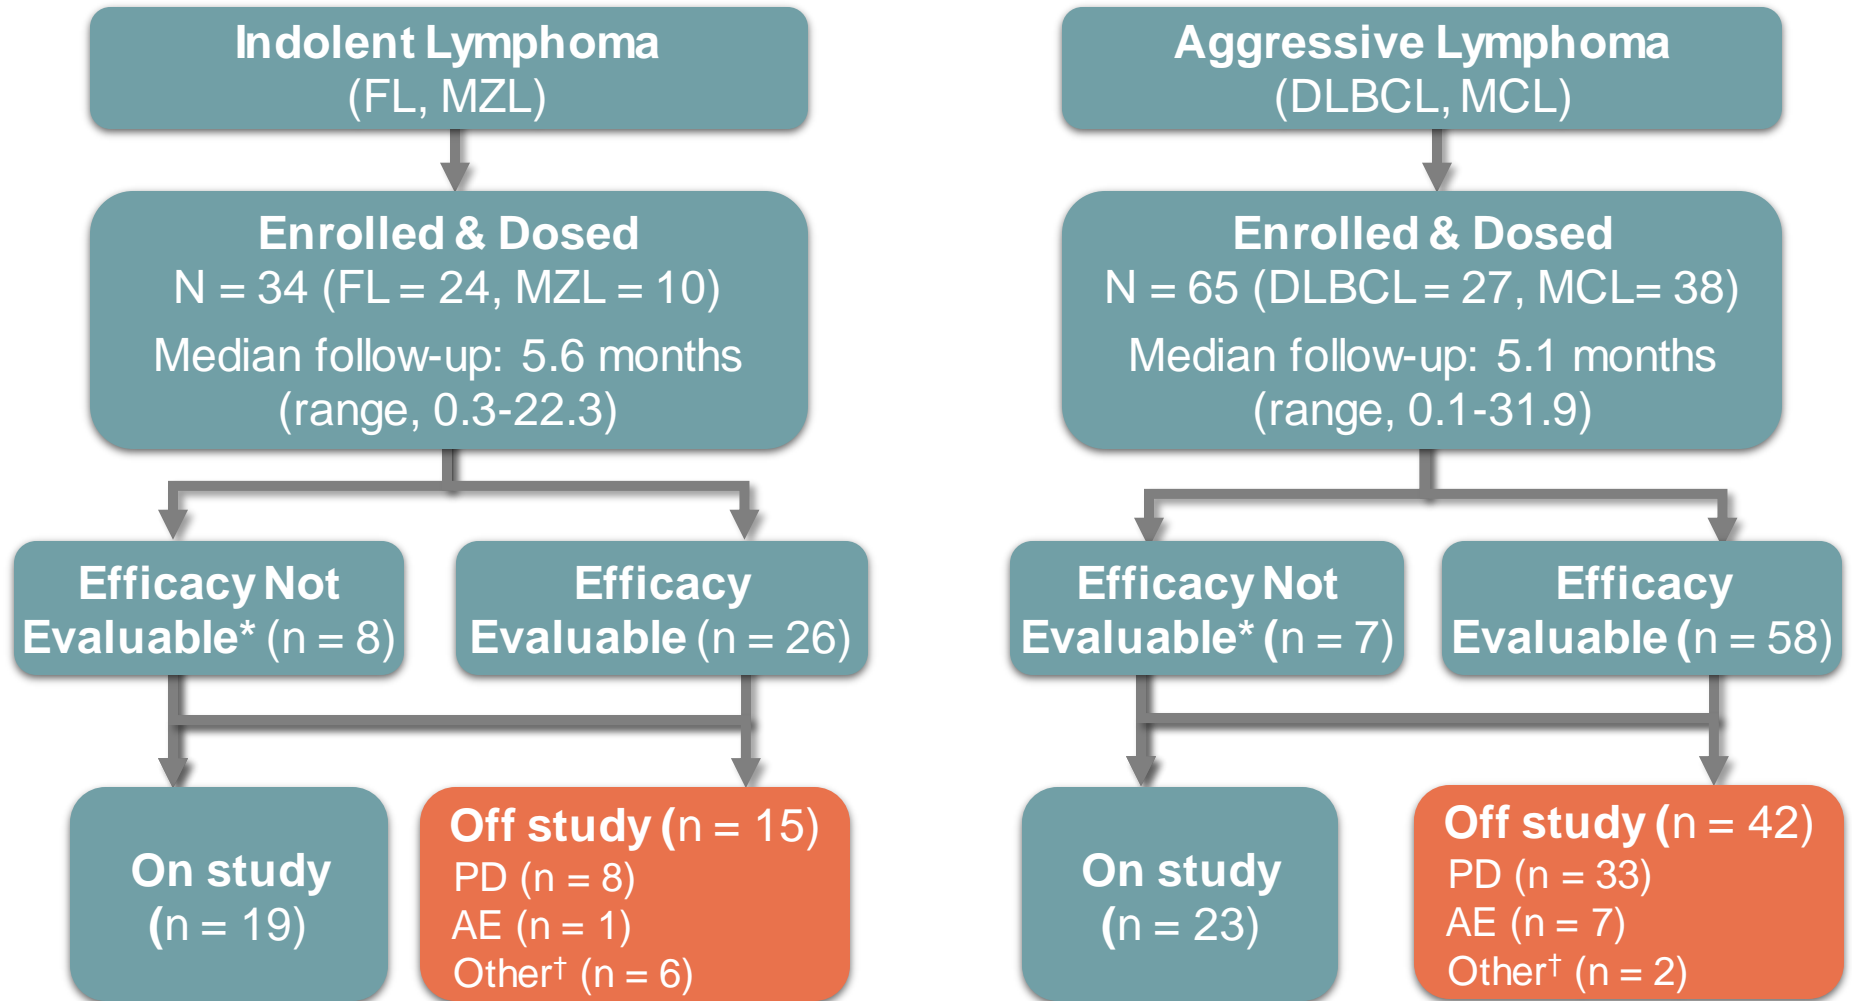 Indolent Lymphoma
(FL, MZL)
Enrolled & Dosed
N = 34 (FL = 24, MZL = 10)
Median follow-up: 5.6 months
(range, 0.3-22.3)
Efficacy Not
Evaluable* (n = 8)
Efficacy
Evaluable (n = 26)
On study
(n = 19)
Off study (n = 15)
PD (n = 8)
AE (n = 1)
Other† (n = 6)
Aggressive Lymphoma
(DLBCL, MCL)
Enrolled & Dosed
N = 65 (DLBCL = 27, MCL= 38)
Median follow-up: 5.1 months
(range, 0.1-31.9)
Efficacy Not
Evaluable* (n = 7)
Efficacy
Evaluable (n = 58)
On study
(n = 23)
Off study (n = 42)
PD (n = 33)
AE (n = 7)
Other† (n = 2)